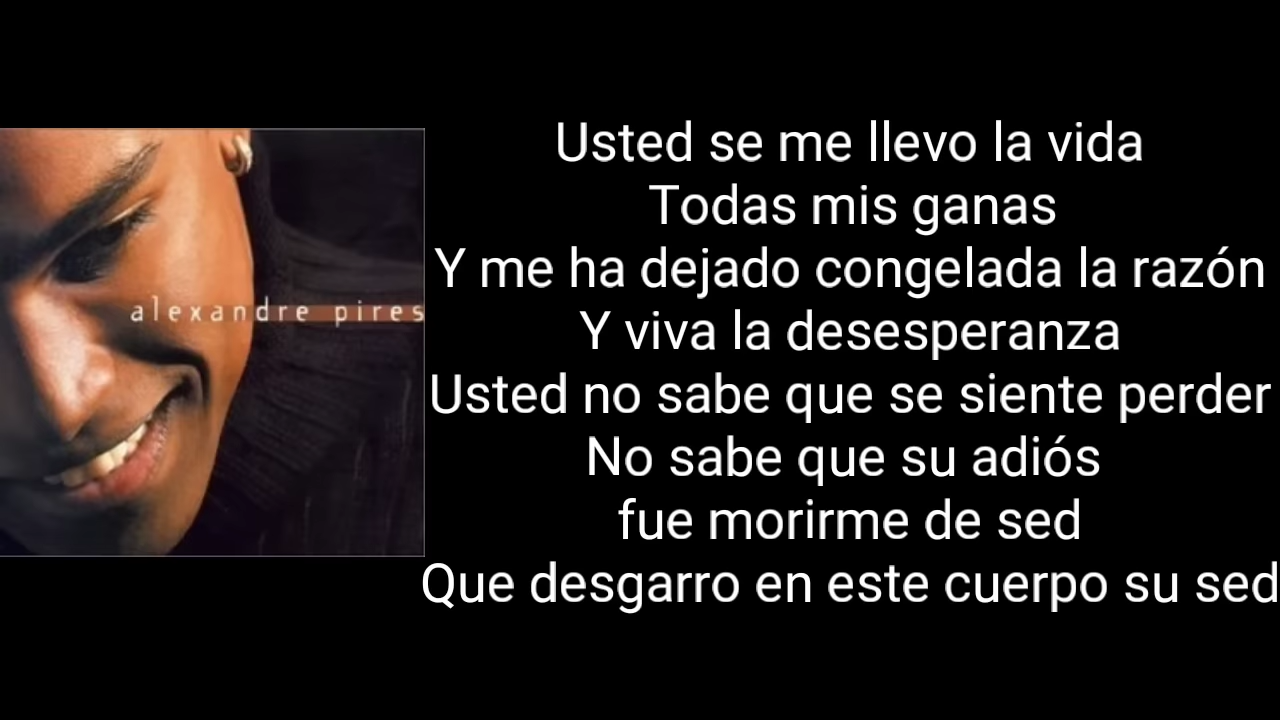 alexandre pires
Usted se me llevo la vida
Todas mis ganas
Y me ha dejado congelada la razón
Y viva la desesperanza
Usted no sabe que se siente perder
No sabe que su adiós
fue morirme de sed
Que desgarro en este cuerpo su sed